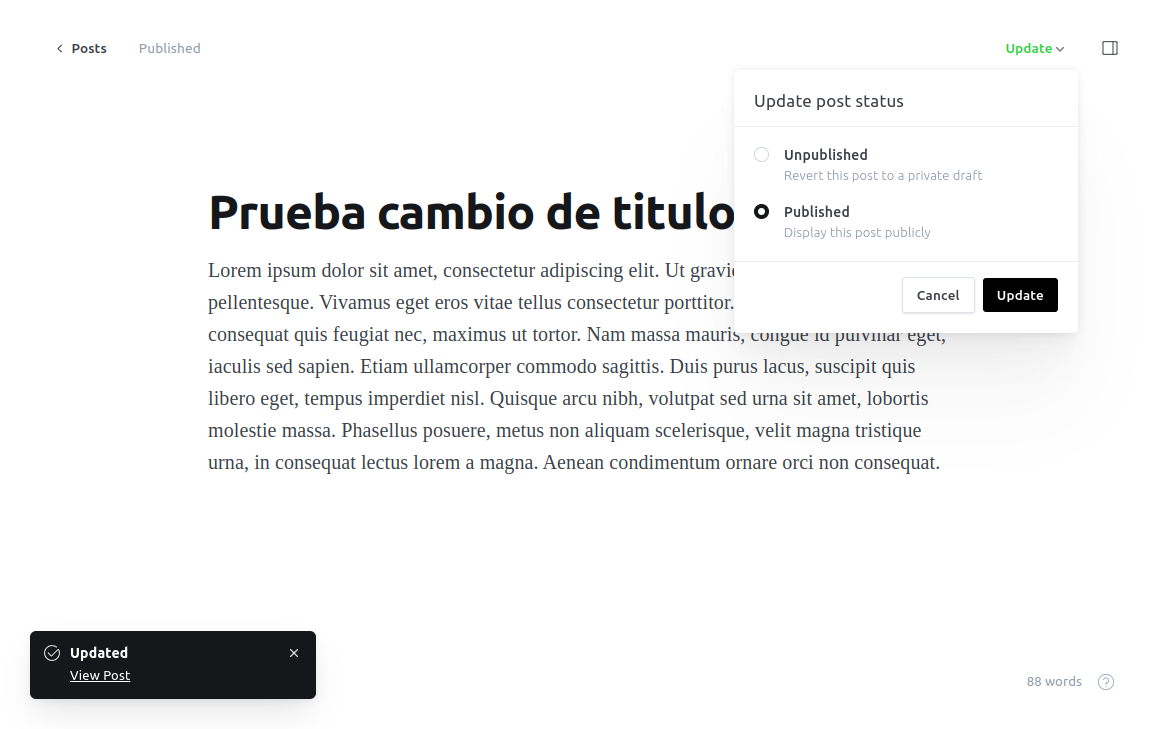 Posts
Published
Update
Update post status
Unpublished
Revert this post to a private draft
Published
Display this post publicly
Cancel
Update
Prueba cambio de titulo
Lorem ipsum dolor sit amet, consectetur adipiscing elit. Ut
pellentesque. Vivamus eget eros vitae tellus consectetur porttitor.
consequat quis feugiat nec, maximus ut tortor. Nam massa mauris, congue id pulvinar eget,
iaculis sed sapien. Etiam ullamcorper commodo sagittis. Duis purus lacus, suscipit quis
libero eget, tempus imperdiet nisl. Quisque arcu nibh, volutpat sed urna sit amet, lobortis
molestie massa. Phasellus posuere, metus non aliquam scelerisque, velit magna tristique
urna, in consequat lectus lorem a magna. Aenean condimentum ornare orci non consequat.
Updated
View Post
88 words